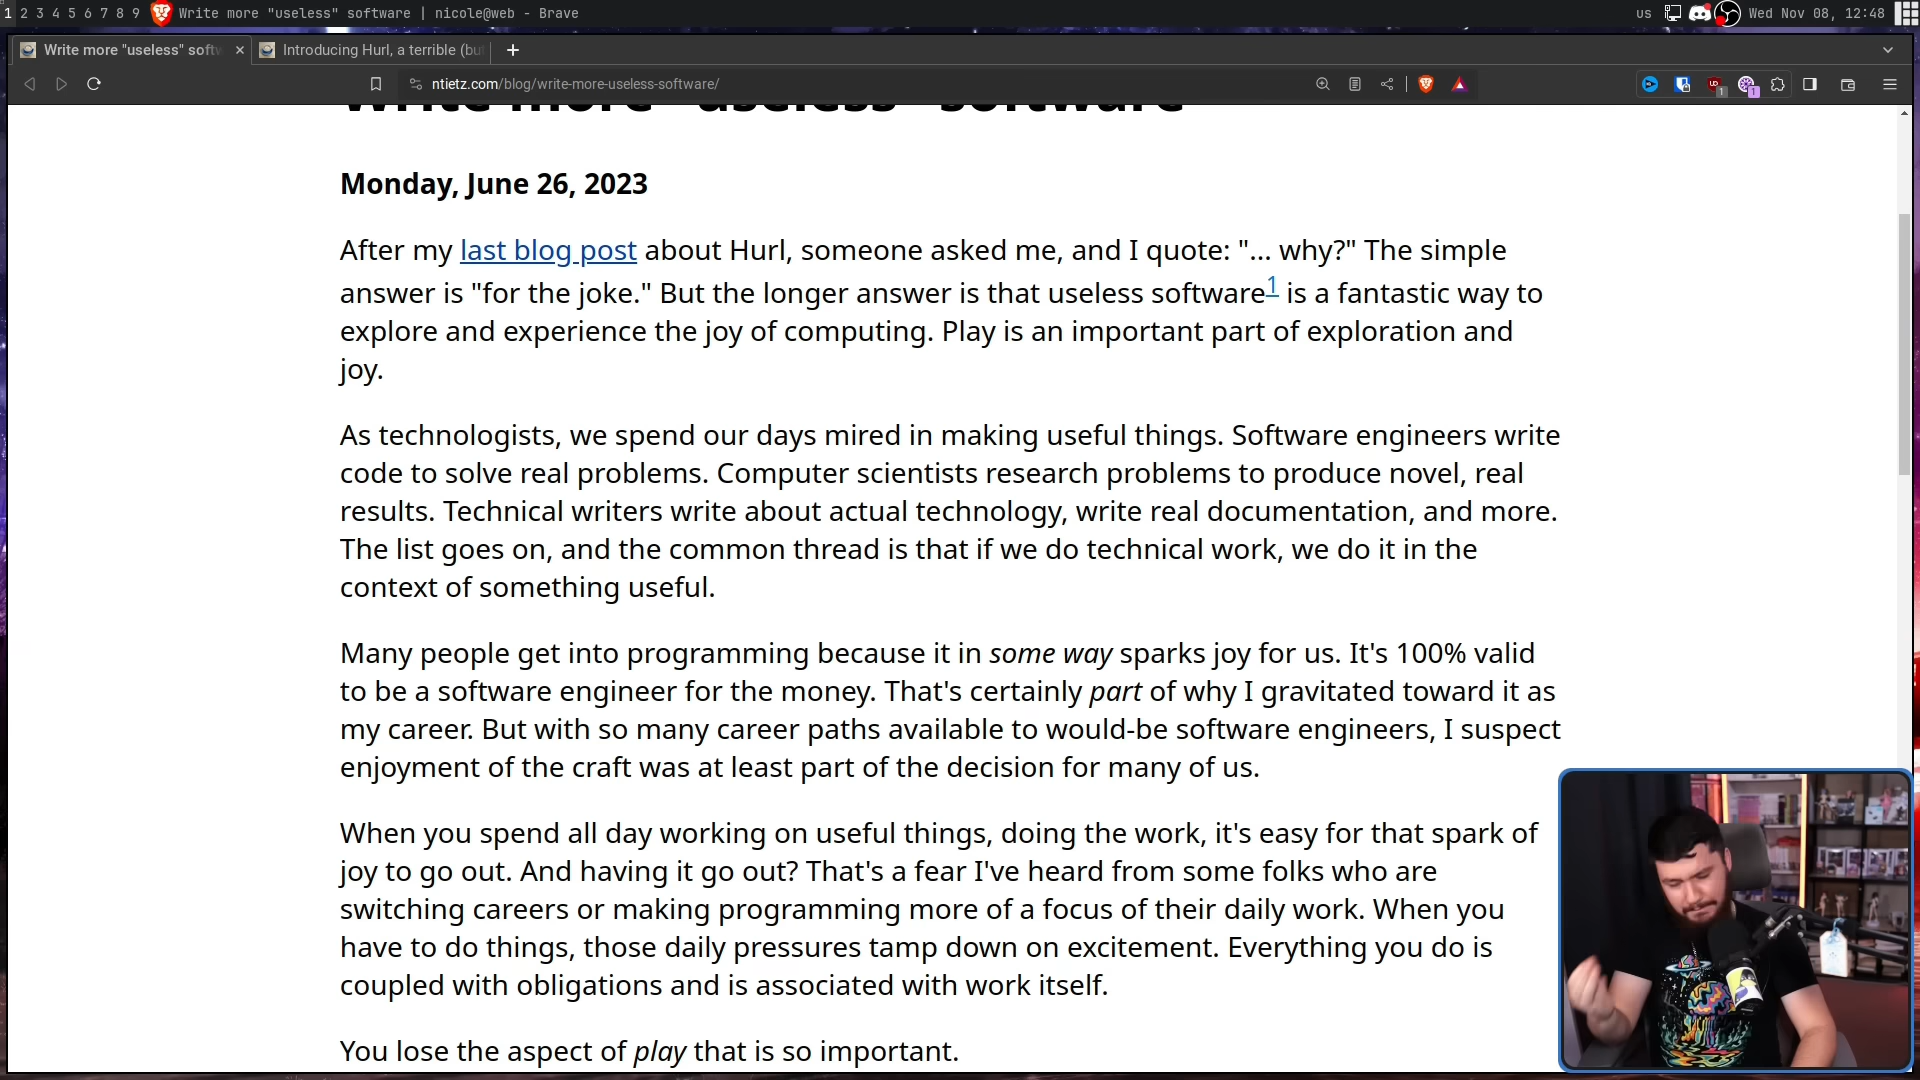 1 2 3 4 5 6 7 8 9 Write more "useless" software | nicole@web - Brave us Wed Nov 08, 12:48
Write more "useless" softw Introducing Hurl, a terrible (but
ntietz.com/blog/write-more-useless-software/
Write more "useless" software
Monday, June 26, 2023
After my last blog post about Hurl, someone asked me, and I quote: "... why?" The simple
answer is "for the joke." But the longer answer is that useless software1 is a fantastic way to
explore and experience the joy of computing. Play is an important part of exploration and
joy.
As technologists, we spend our days mired in making useful things. Software engineers write
code to solve real problems. Computer scientists research problems to produce novel, real
results. Technical writers write about actual technology, write real documentation, and more.
The list goes on, and the common thread is that if we do technical work, we do it in the
context of something useful.
Many people get into programming because it in some way sparks joy for us. It's 100% valid
to be a software engineer for the money. That's certainly part of why I gravitated toward it as
my career. But with so many career paths available to would-be software engineers, I suspect
enjoyment of the craft was at least part of the decision for many of us.
When you spend all day working on useful things, doing the work, it's easy for that spark of
joy to go out. And having it go out? That's a fear I've heard from some folks who are
switching careers or making programming more of a focus of their daily work. When you
have to do things, those daily pressures tamp down on excitement. Everything you do is
coupled with obligations and is associated with work itself.
You lose the aspect of play that is so important.